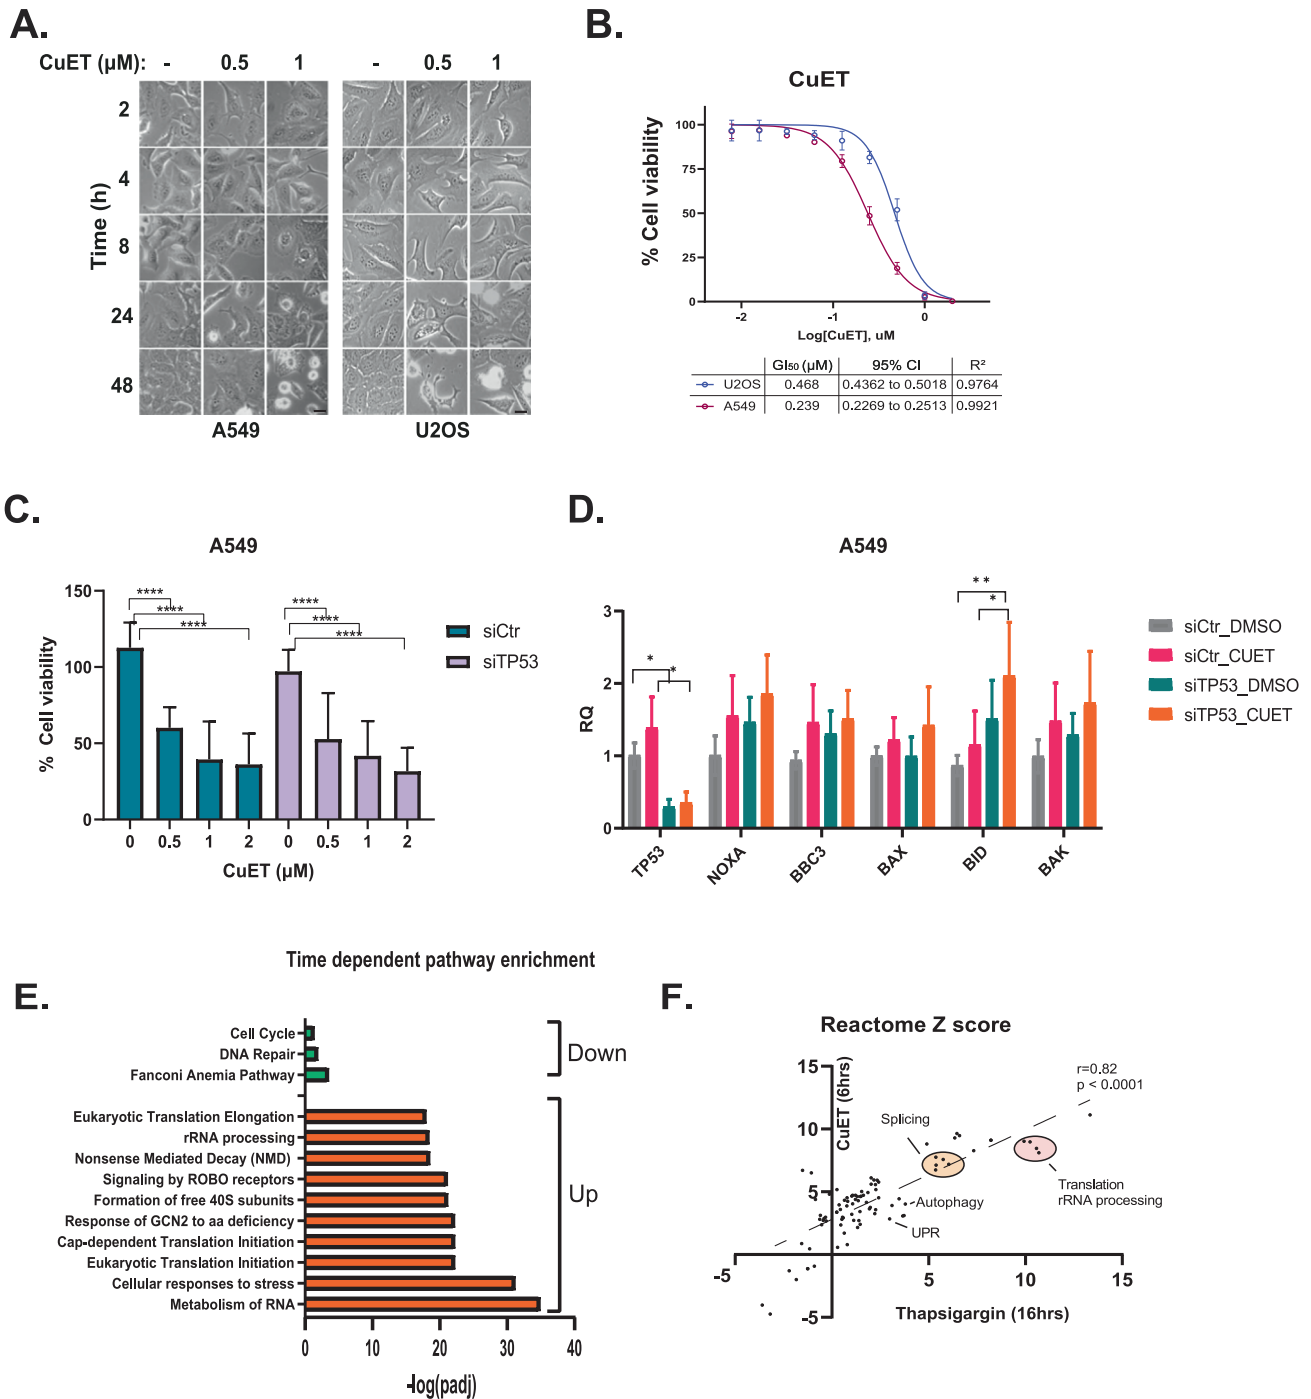 A.
CuET (µM): - 0.5 1 - 0.5 1
Time (h)
2
4
8
24
48
A549 U2OS
B.
CuET
% Cell viability
100
75
50
25
0
-2 -1 0
Log[CuET], uM
GI₅₀ (µM) 95% CI R²
U2OS 0.468 0.4362 to 0.5018 0.9764
A549 0.239 0.2269 to 0.2513 0.9921
C.
A549
% Cell viability
150
100
50
0
**** **** **** **** **** ****
0 0.5 1 2 0 0.5 1 2
CuET (µM)
siCtr
siTP53
D.
A549
RQ
3
2
1
0
* * ** *
TP53 NOXA BBC3 BAX BID BAK
siCtr_DMSO
siCtr_CUET
siTP53_DMSO
siTP53_CUET
E.
Time dependent pathway enrichment
Cell Cycle
DNA Repair
Fanconi Anemia Pathway
Down
Eukaryotic Translation Elongation
rRNA processing
Nonsense Mediated Decay (NMD)
Signaling by ROBO receptors
Formation of free 40S subunits
Response of GCN2 to aa deficiency
Cap-dependent Translation Initiation
Eukaryotic Translation Initiation
Cellular responses to stress
Metabolism of RNA
Up
0 10 20 30 40
-log(padj)
F.
Reactome Z score
15
10
5
-5
CuET (6hrs)
r=0.82
p < 0.0001
Splicing
Translation
rRNA processing
Autophagy
UPR
-5 5 10 15
Thapsigargin (16hrs)